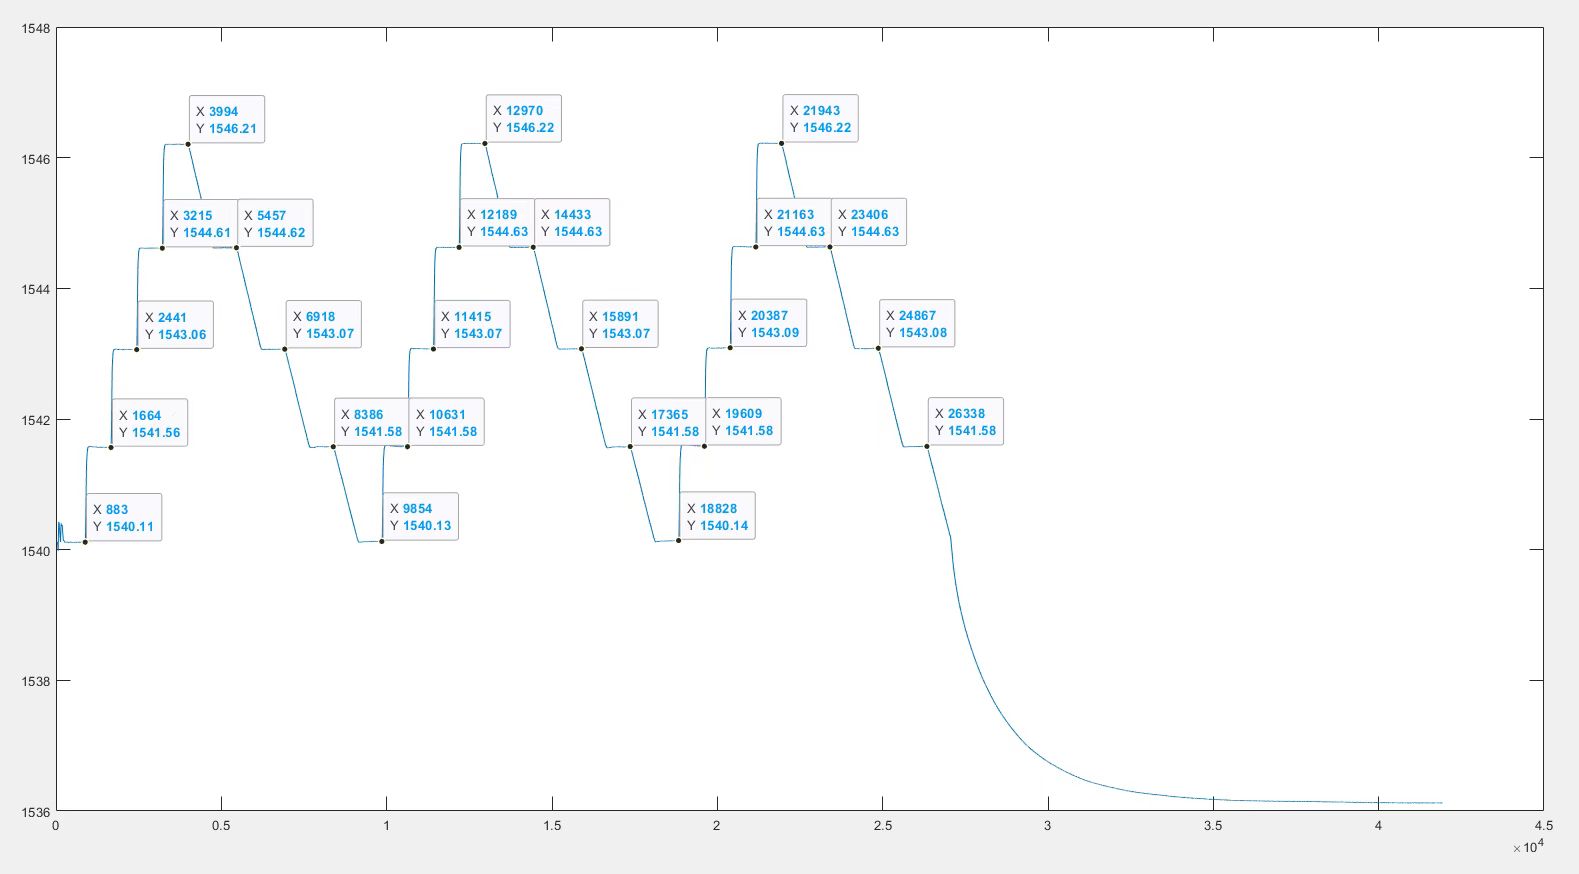 1548
X 3994
Y 1546.21
X 12970
Y 1546.22
X 21943
Y 1546.22
1546
X 3215
Y 1544.61
X 5457
Y 1544.62
X 12189
Y 1544.63
X 14433
Y 1544.63
X 21163
Y 1544.63
X 23406
Y 1544.63
1544
X 2441
Y 1543.06
X 6918
Y 1543.07
X 11415
Y 1543.07
X 15891
Y 1543.07
X 20387
Y 1543.09
X 24867
Y 1543.08
1542
X 1664
Y 1541.56
X 8386
Y 1541.58
X 10631
Y 1541.58
X 17365
Y 1541.58
X 19609
Y 1541.58
X 26338
Y 1541.58
X 883
Y 1540.11
X 9854
Y 1540.13
X 18828
Y 1540.14
1540
1538
1536
0 0.5 1 1.5 2 2.5 3 3.5 4 4.5
×10⁴